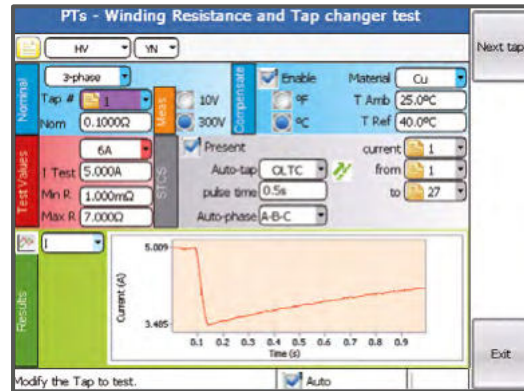 PTs - Winding Resistance and Tap changer test
Next tap
HV YN
Nominal
3-phase
Tap # 1
Nom 0.1000Ω
Meas
10V
300V
Compensate
Enable
ºF
ºC
Material Cu
T Amb 25.0ºC
T Ref 40.0ºC
Test Values
6A
I Test 5.000A
Min R 1.000mΩ
Max R 7.000Ω
STCS
Present
Auto-tap OLTC
pulse time 0.5s
Auto-phase A-B-C
current 1
from 1
to 27
Results
I
Current (A)
5.009
3.485
0.1 0.2 0.3 0.4 0.5 0.6 0.7 0.8 0.9
Time (s)
Exit
Modify the Tap to test.
Auto